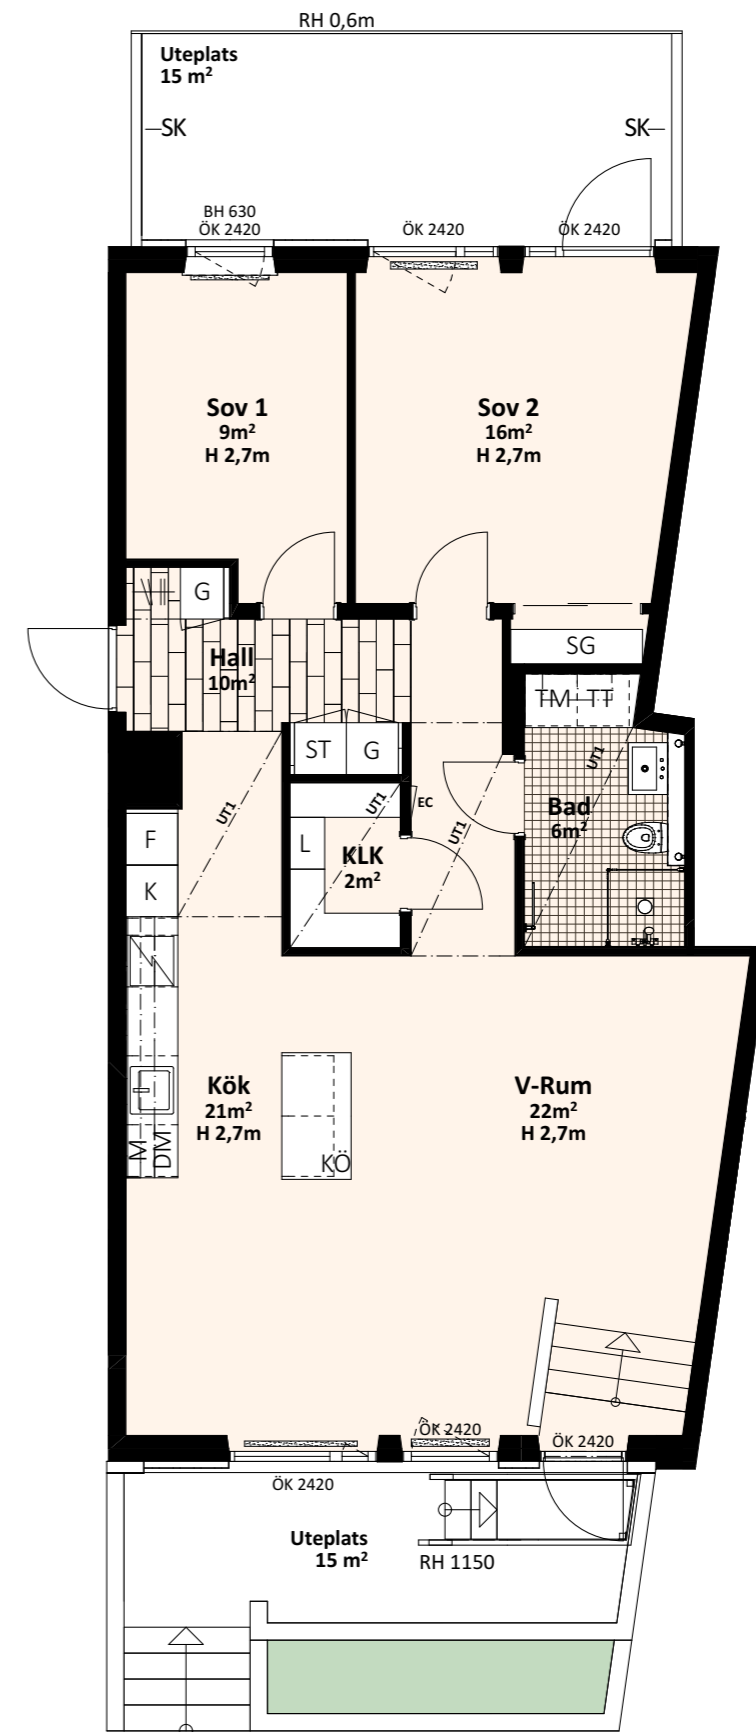 RH 0,6m
Uteplats
15 m²
SK
SK
BH 630
ÖK 2420
ÖK 2420
ÖK 2420
Sov 1
9m²
H 2,7m
Sov 2
16m²
H 2,7m
G
Hall
10m²
SG
TM TT
ST
G
UT1
UT1
EC
UT1
UT1
Bad
6m²
F
K
L
KLK
2m²
Kök
21m²
H 2,7m
V-Rum
22m²
H 2,7m
M
DM
KÖ
ÖK 2420
ÖK 2420
ÖK 2420
Uteplats
15 m²
RH 1150